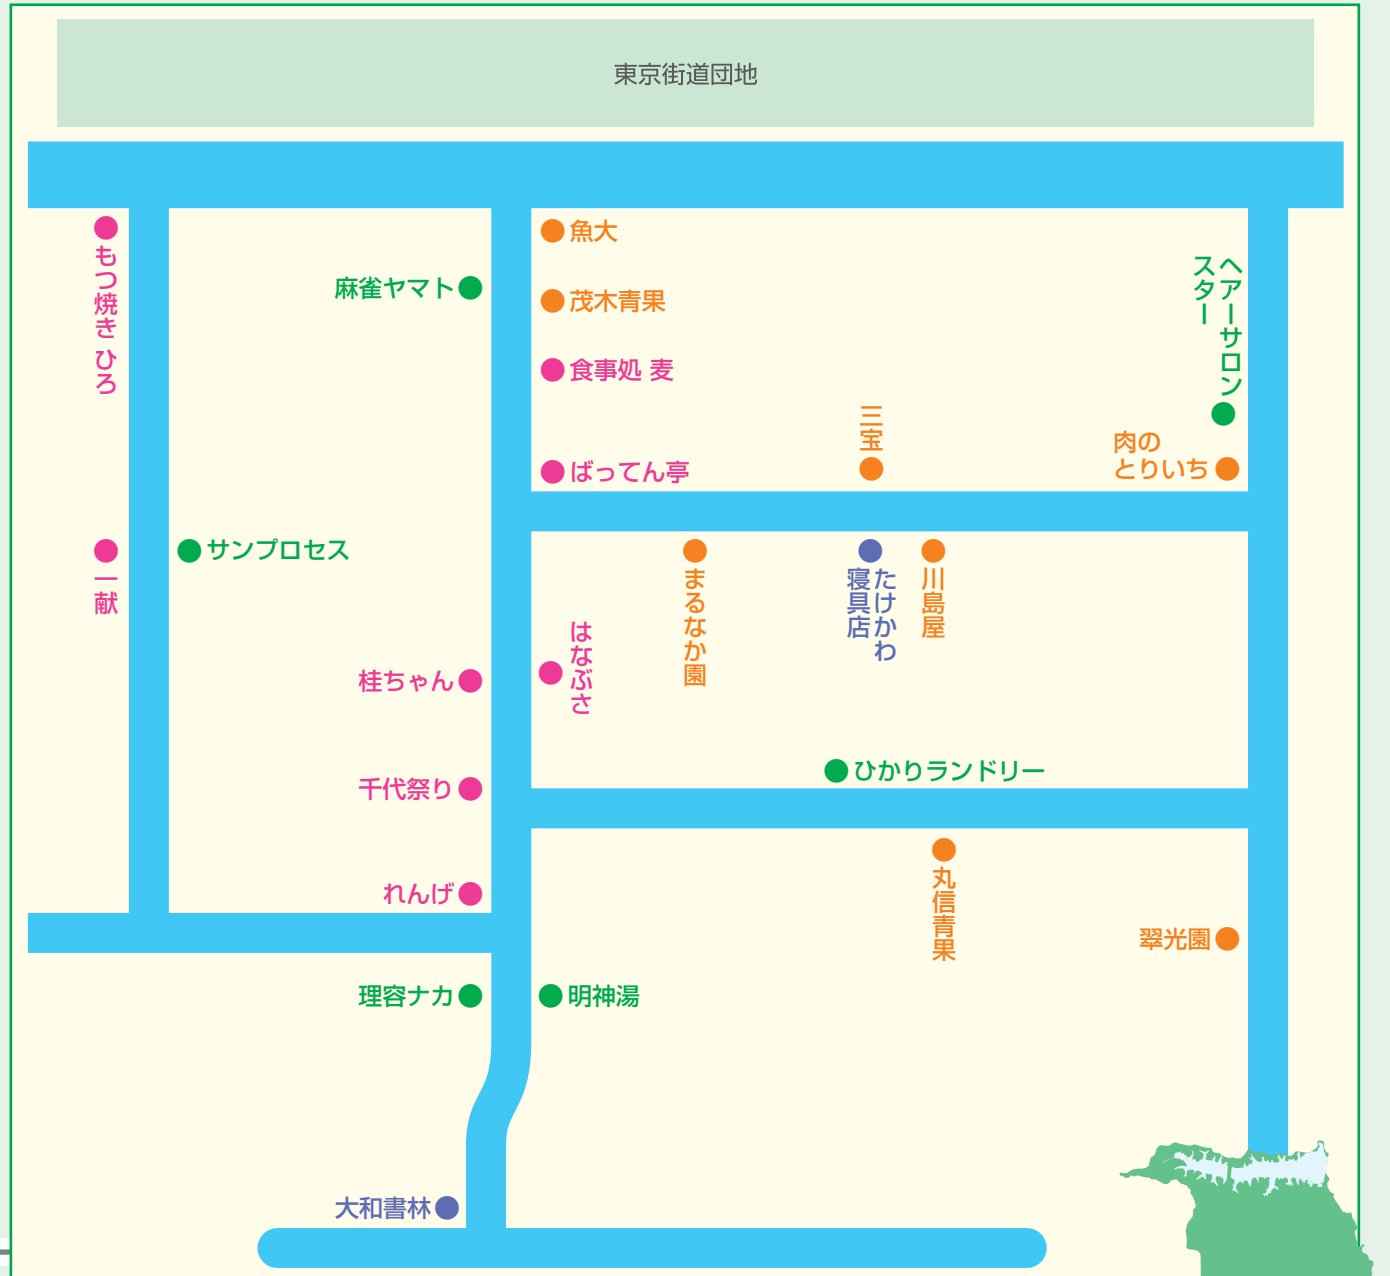 東京街道団地
もつ焼き ひろ
麻雀ヤマト
魚大
茂木青果
食事処 麦
ばってん亭
三宝
ヘアーサロン
スター
肉の
とりいち
一献
サンプロセス
まるなか園
たけかわ
寝具店
川島屋
桂ちゃん
はなぶさ
千代祭り
ひかりランドリー
れんげ
丸信青果
翠光園
理容ナカ
明神湯
大和書林